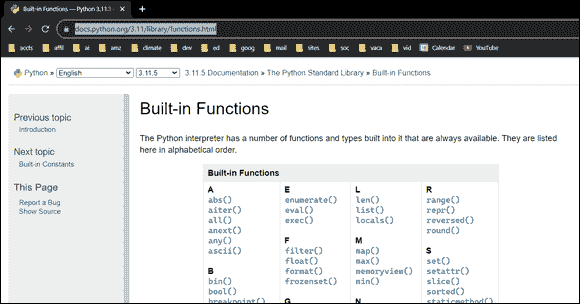 Built-in Functions — Python 3.11.5
docs.python.org/3.11/library/functions.html
accts affil ai amz climate dev ed goog mail sites soc vaca vid Calendar YouTube
Python » English 3.11.5 3.11.5 Documentation » The Python Standard Library » Built-in Functions
Previous topic
Introduction
Next topic
Built-in Constants
This Page
Report a Bug
Show Source
Built-in Functions
The Python interpreter has a number of functions and types built into it that are always available. They are listed
here in alphabetical order.
Built-in Functions
A
abs()
aiter()
all()
anext()
any()
ascii()
B
bin()
bool()
breakpoint()
E
enumerate()
eval()
exec()
F
filter()
float()
format()
frozenset()
G
L
len()
list()
locals()
M
map()
max()
memoryview()
min()
N
R
range()
repr()
reversed()
round()
S
set()
setattr()
slice()
sorted()
staticmethod()